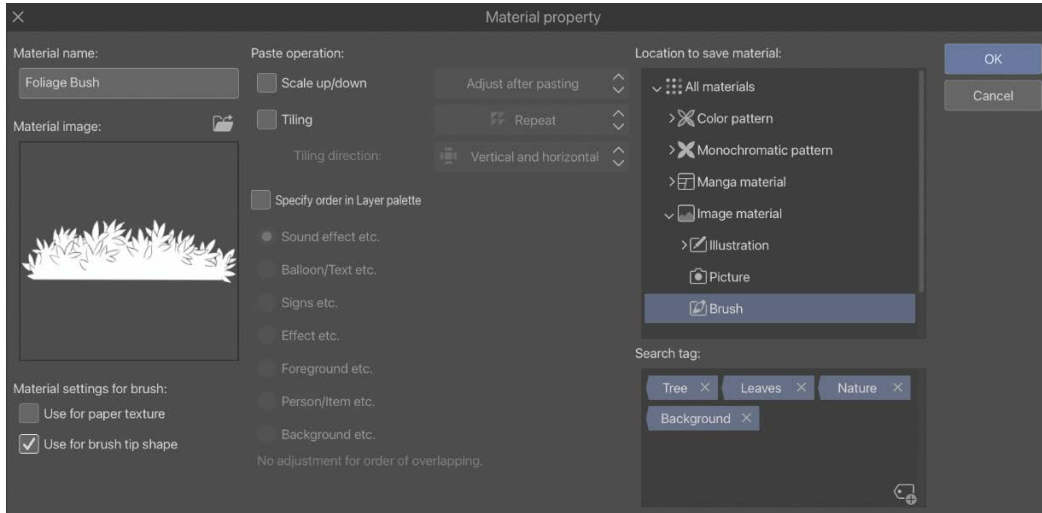 Material property
Material name:
Foliage Bush
Material image:
Material settings for brush:
Use for paper texture
Use for brush tip shape
Paste operation:
Scale up/down
Adjust after pasting
Tiling
Repeat
Tiling direction:
Vertical and horizontal
Specify order in Layer palette
Sound effect etc.
Balloon/Text etc.
Signs etc.
Effect etc.
Foreground etc.
Person/Item etc.
Background etc.
No adjustment for order of overlapping.
Location to save material:
All materials
Color pattern
Monochromatic pattern
Manga material
Image material
Illustration
Picture
Brush
Search tag:
Tree
Leaves
Nature
Background
OK
Cancel